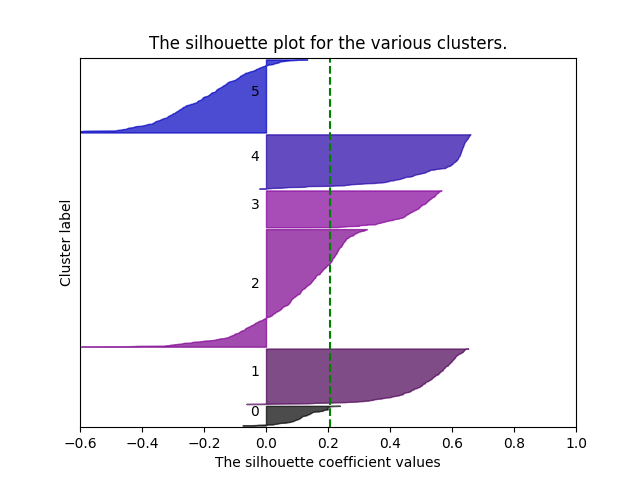 The silhouette plot for the various clusters.
Cluster label
5
4
3
2
1
0
−0.6 −0.4 −0.2 0.0 0.2 0.4 0.6 0.8 1.0
The silhouette coefficient values